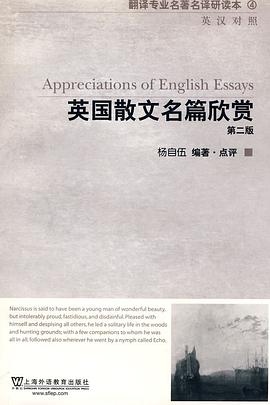 翻译专业名著名译研读本 ④
英汉对照
Appreciations of English Essays
英国散文名篇欣赏
第二版
杨自伍 编著·点评
Narcissus is said to have been a young man of wonderful beauty,
but intolerably proud, fastidious, and disdainful. Pleased with
himself and despising all others, he led a solitary life in the woods
and hunting grounds; with a few companions to whom he was
all in all; followed also wherever he went by a nymph called Echo.
上海外语教育出版社
www.sflep.com